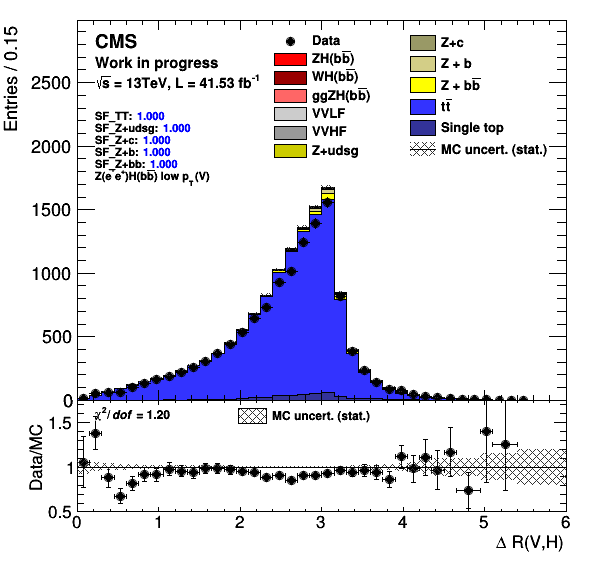 CMS
Work in progress
√s = 13TeV, L = 41.53 fb⁻¹
SF_TT: 1.000
SF_Z+udsg: 1.000
SF_Z+c: 1.000
SF_Z+b: 1.000
SF_Z+bb: 1.000
Z(e⁻e⁺)H(bb̅) low p_T(V)
Data
ZH(bb̅)
WH(bb̅)
ggZH(bb̅)
VVLF
VVHF
Z+udsg
Z+c
Z + b
Z + bb̅
tt̅
Single top
MC uncert. (stat.)
Entries / 0.15
2500
2000
1500
1000
500
0
χ²/dof = 1.20
MC uncert. (stat.)
Data/MC
1.5
1
0.5
0 1 2 3 4 5 6
Δ R(V,H)